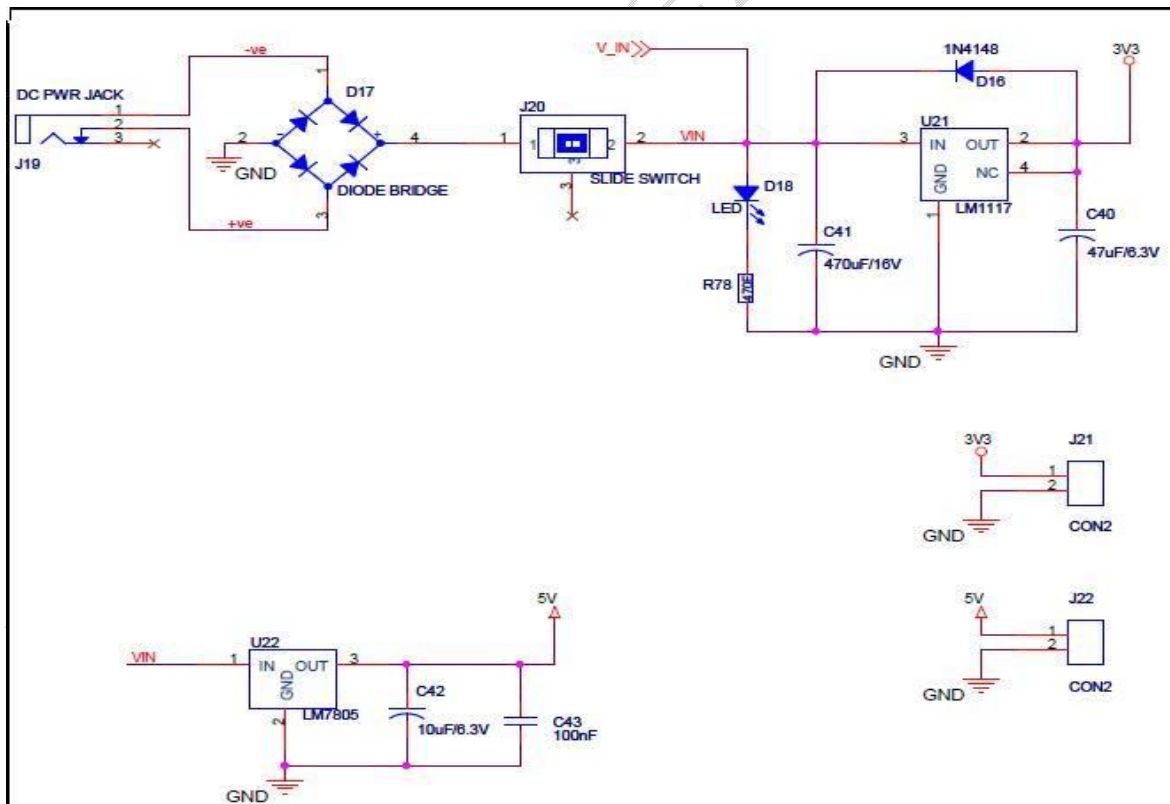 -ve
DC PWR JACK
1
2
3
J19
+ve
1
D17
2
-
+
4
GND
DIODE BRIDGE
3
V_IN
J20
1
1
2
2
3
3
SLIDE SWITCH
VIN
D18
LED
R78
470E
C41
470uF/16V
1N4148
D16
3V3
U21
3
IN
OUT
2
GND
NC
4
LM1117
1
C40
47uF/6.3V
GND
3V3
J21
1
2
GND
CON2
5V
J22
1
2
GND
CON2
VIN
U22
1
IN
OUT
3
GND
LM7805
2
5V
C42
10uF/6.3V
C43
100nF
GND